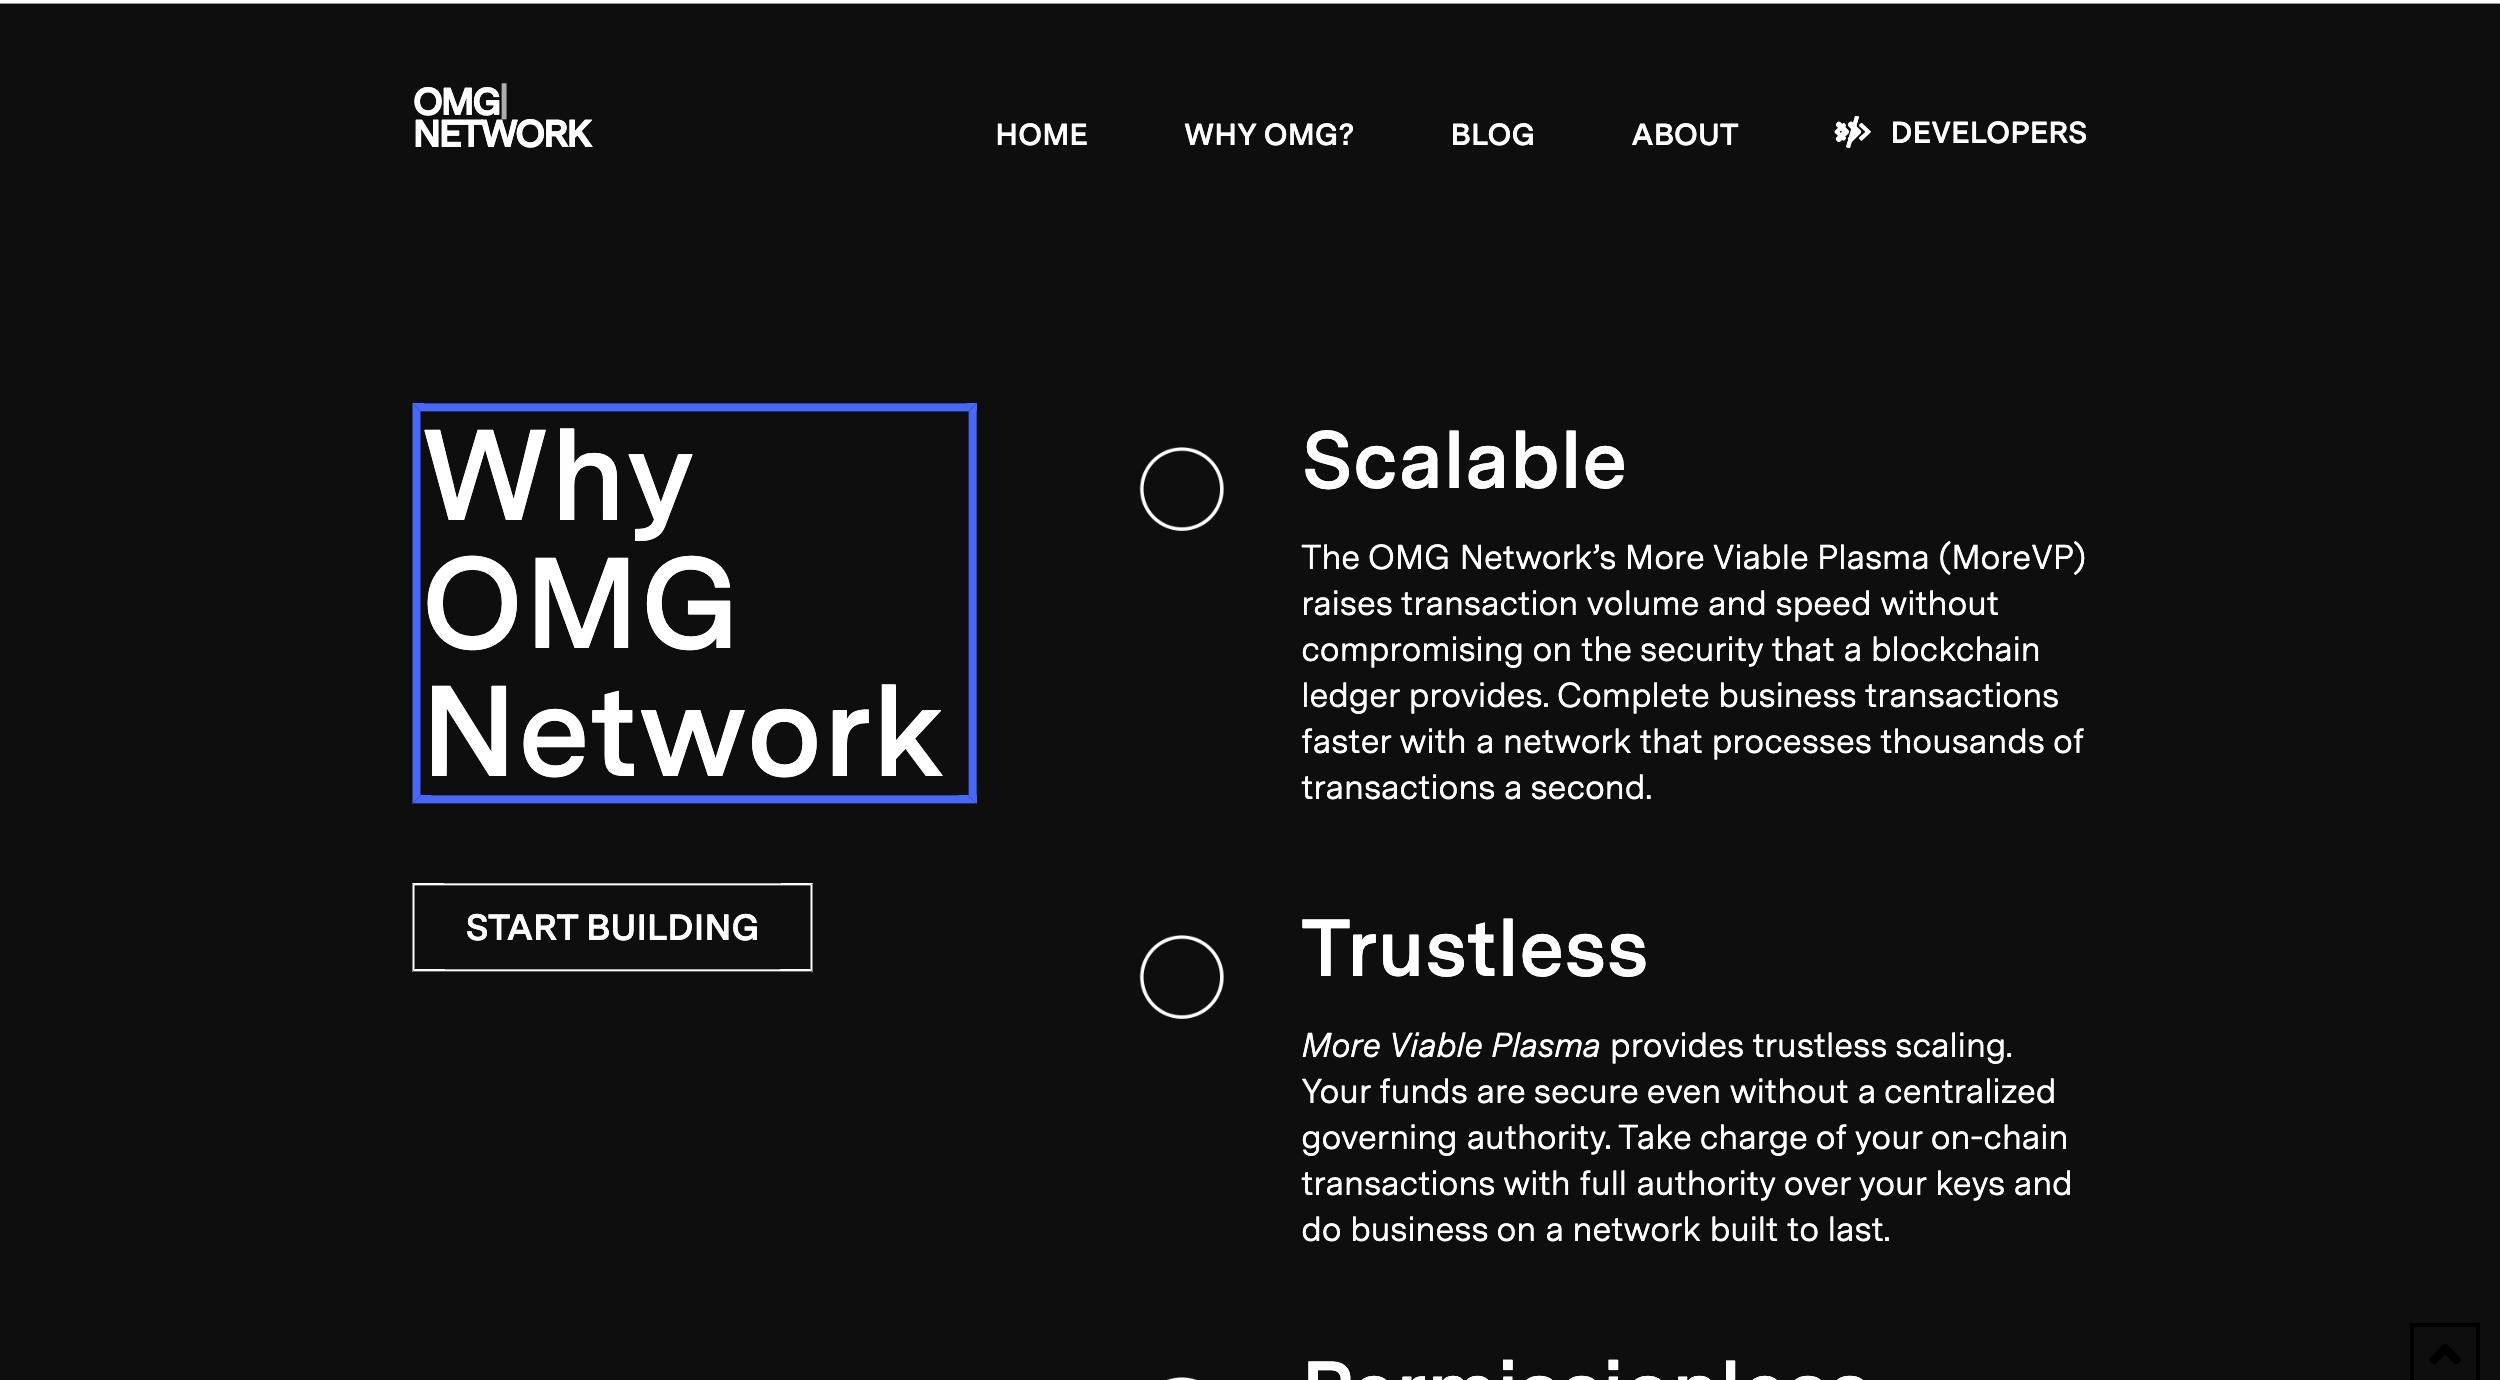 OMG
NETWORK
HOME
WHY OMG?
BLOG
ABOUT
DEVELOPERS
Why
OMG
Network
START BUILDING
Scalable
The OMG Network’s More Viable Plasma (MoreVP)
raises transaction volume and speed without
compromising on the security that a blockchain
ledger provides. Complete business transactions
faster with a network that processes thousands of
transactions a second.
Trustless
More Viable Plasma provides trustless scaling.
Your funds are secure even without a centralized
governing authority. Take charge of your on-chain
transactions with full authority over your keys and
do business on a network built to last.